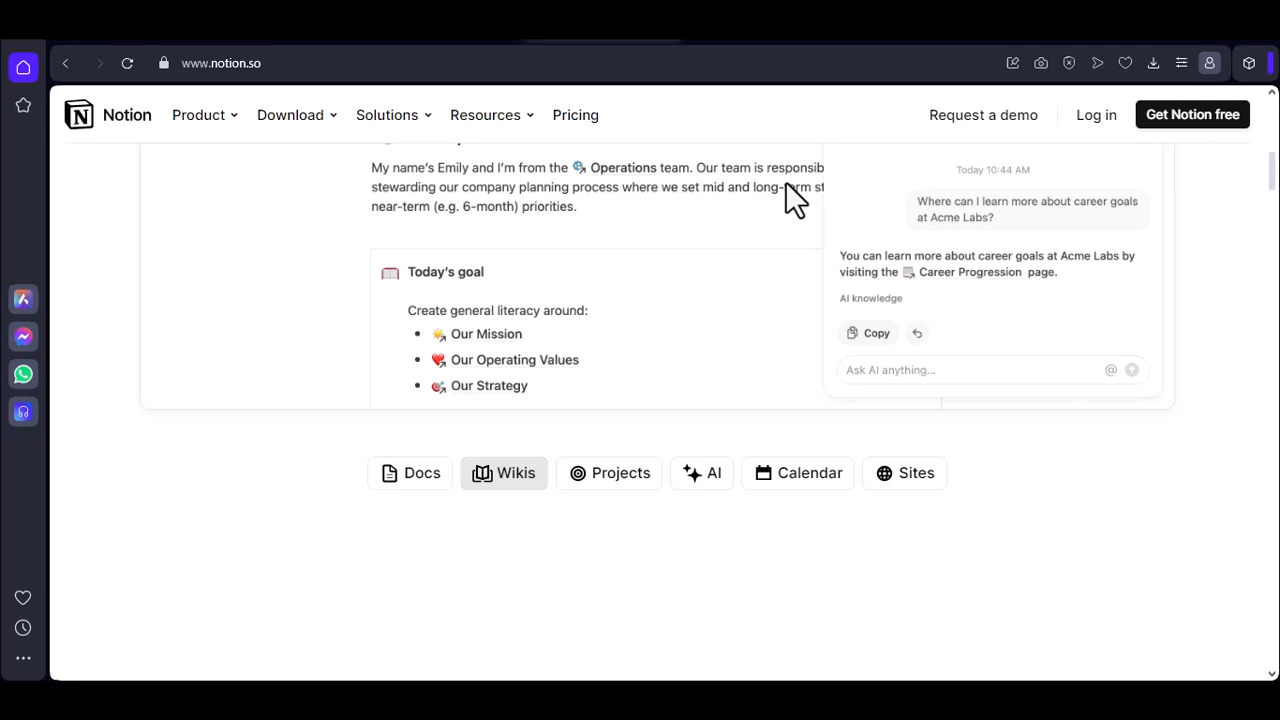 www.notion.so
Notion
Product
Download
Solutions
Resources
Pricing
Request a demo
Log in
Get Notion free
My name's Emily and I'm from the Operations team. Our team is responsib
stewarding our company planning process where we set mid and long-term st
near-term (e.g. 6-month) priorities.
Today's goal
Create general literacy around:
Our Mission
Our Operating Values
Our Strategy
Today 10:44 AM
Where can I learn more about career goals
at Acme Labs?
You can learn more about career goals at Acme Labs by
visiting the Career Progression page.
AI knowledge
Copy
Ask AI anything...
@
Docs
Wikis
Projects
AI
Calendar
Sites